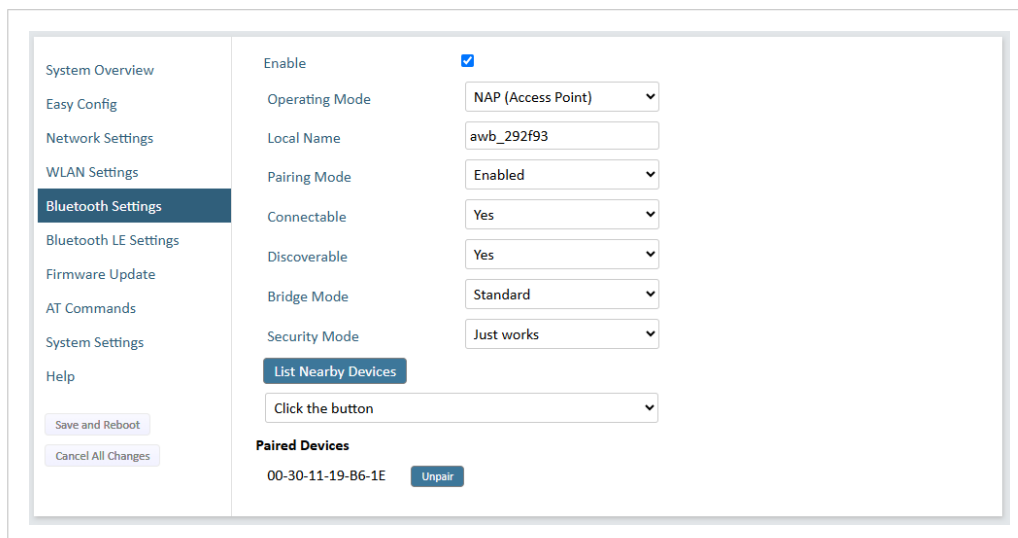 System Overview
Easy Config
Network Settings
WLAN Settings
Bluetooth Settings
Bluetooth LE Settings
Firmware Update
AT Commands
System Settings
Help
Save and Reboot
Cancel All Changes
Enable
Operating Mode NAP (Access Point)
Local Name awb_292f93
Pairing Mode Enabled
Connectable Yes
Discoverable Yes
Bridge Mode Standard
Security Mode Just works
List Nearby Devices
Click the button
Paired Devices
00-30-11-19-B6-1E Unpair